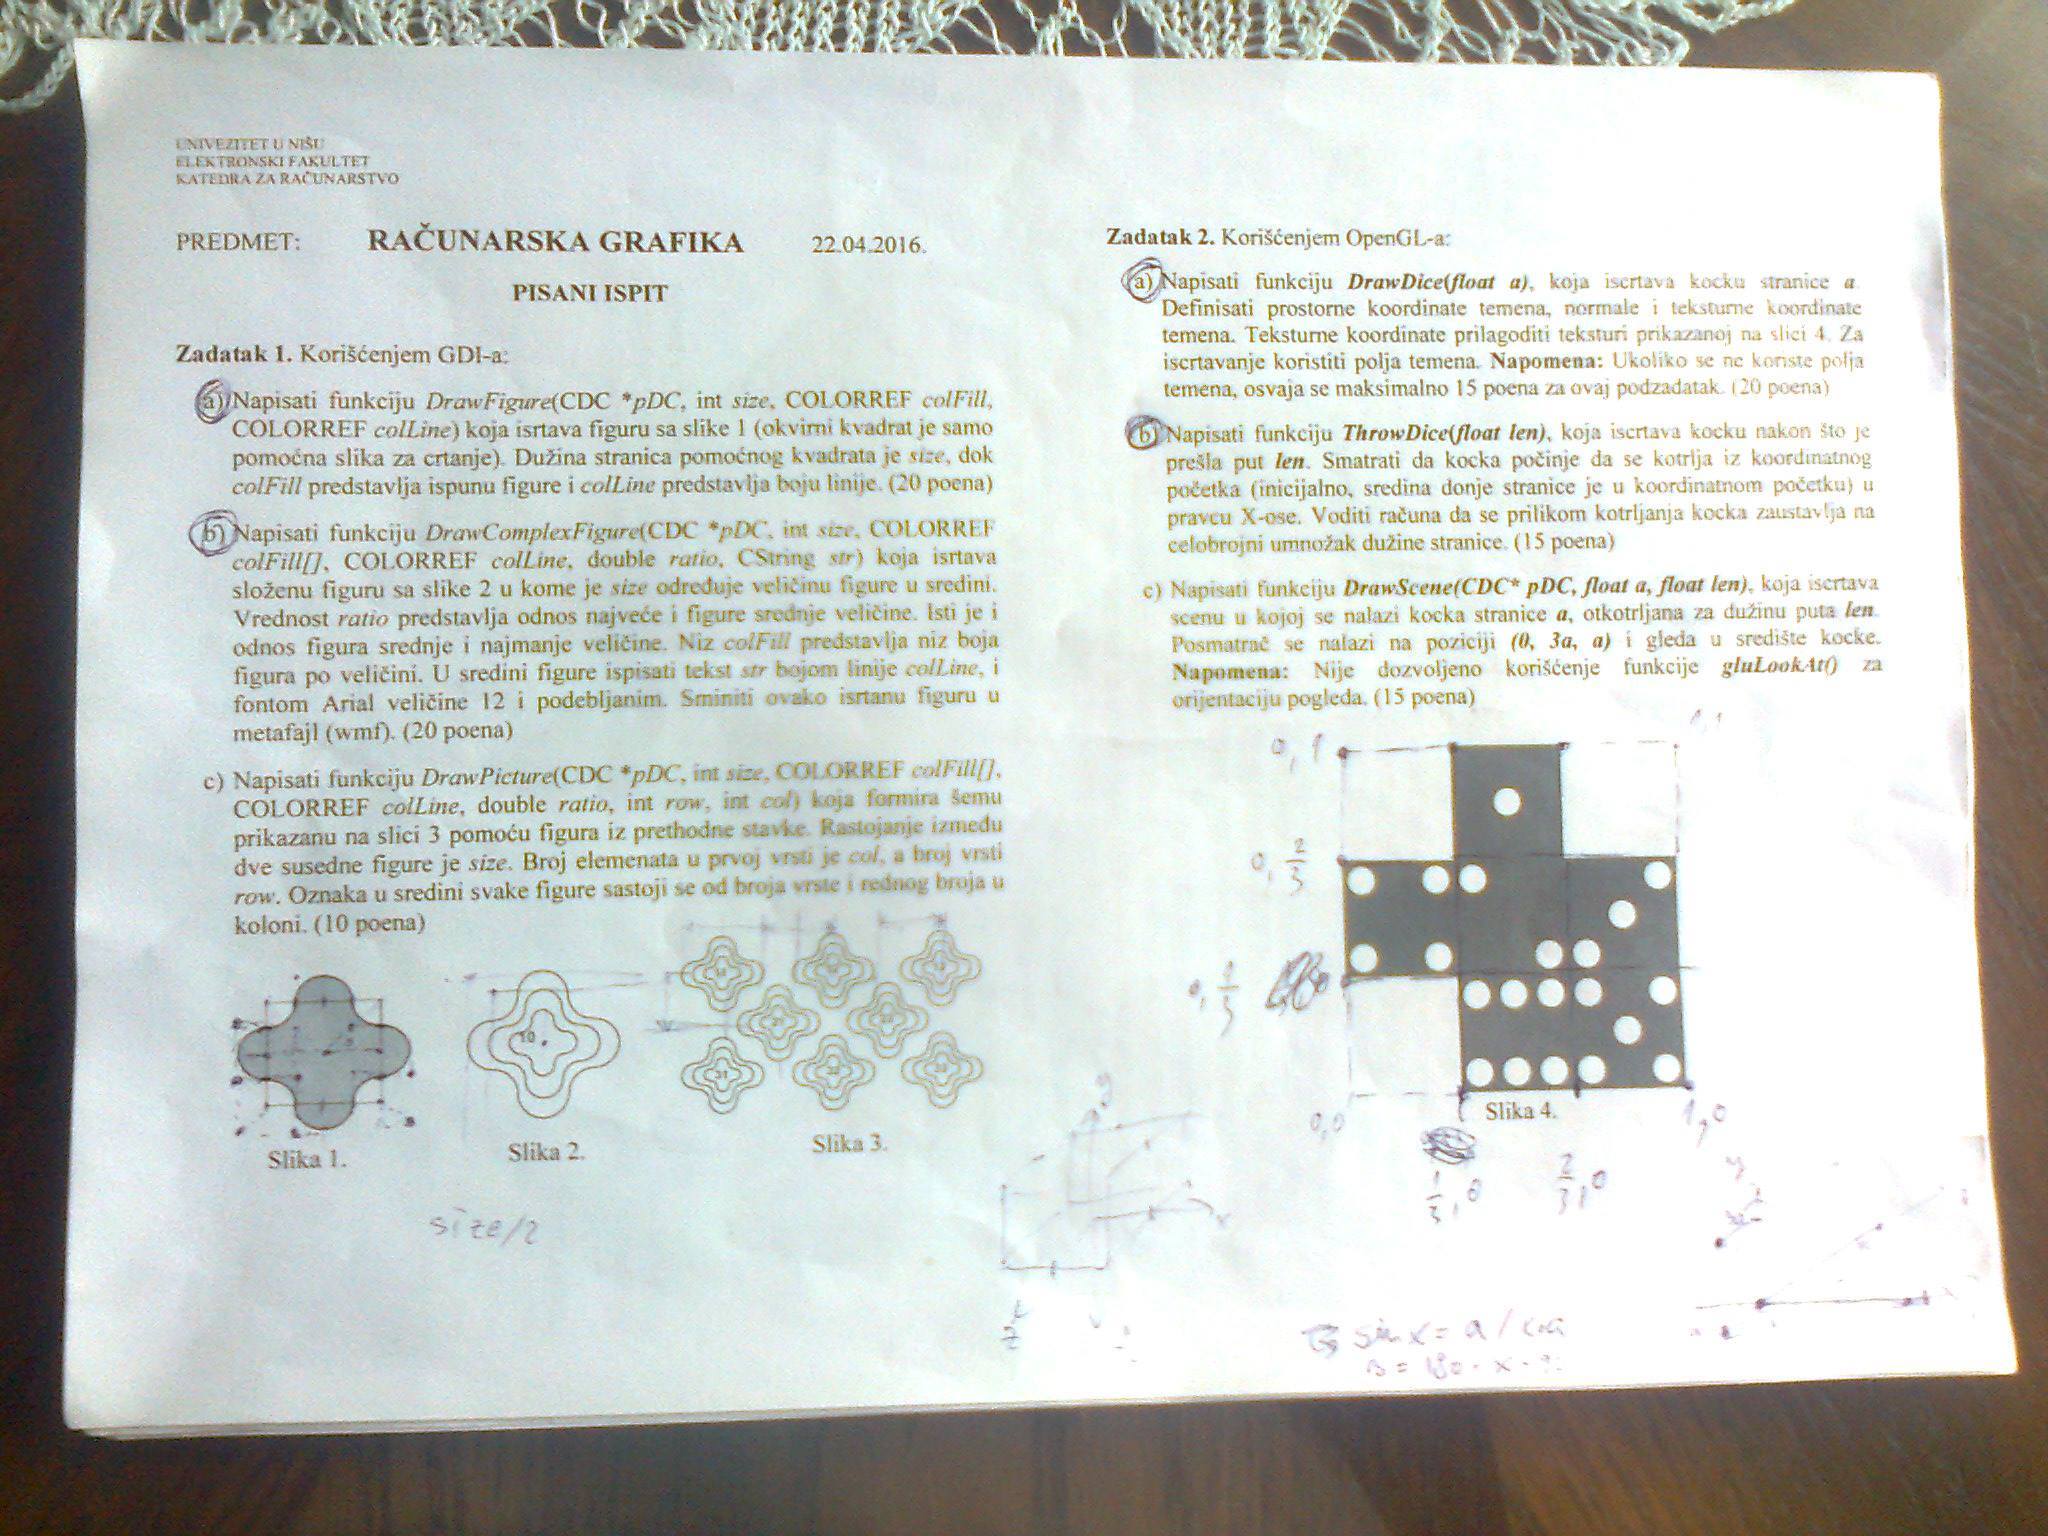 UNIVEZITET U NIŠU
ELEKTRONSKI FAKULTET
KATEDRA ZA RAČUNARSTVO
PREDMET: RAČUNARSKA GRAFIKA 22.04.2016.
PISANI ISPIT
Zadatak 1. Korišćenjem GDI-a:
a) Napisati funkciju DrawFigure(CDC *pDC, int size, COLORREF colFill,
COLORREF colLine) koja isrtava figuru sa slike 1 (okvirni kvadrat je samo
pomoćna slika za crtanje). Dužina stranica pomoćnog kvadrata je size, dok
colFill predstavlja ispunu figure i colLine predstavlja boju linije. (20 poena)
b) Napisati funkciju DrawComplexFigure(CDC *pDC, int size, COLORREF
colFill[], COLORREF colLine, double ratio, CString str) koja isrtava
složenu figuru sa slike 2 u kome je size određuje veličinu figure u sredini.
Vrednost ratio predstavlja odnos najveće i figure srednje veličine. Isti je i
odnos figura srednje i najmanje veličine. Niz colFill predstavlja niz boja
figura po veličini. U sredini figure ispisati tekst str bojom linije colLine, i
fontom Arial veličine 12 i podebljanim. Sminiti ovako isrtanu figuru u
metafajl (wmf). (20 poena)
c) Napisati funkciju DrawPicture(CDC *pDC, int size, COLORREF colFill[],
COLORREF colLine, double ratio, int row, int col) koja formira šemu
prikazanu na slici 3 pomoću figura iz prethodne stavke. Rastojanje između
dve susedne figure je size. Broj elemenata u prvoj vrsti je col, a broj vrsti
row. Oznaka u sredini svake figure sastoji se od broja vrste i rednog broja u
koloni. (10 poena)
10
31 32 33
Slika 1. Slika 2. Slika 3.
size/2
Zadatak 2. Korišćenjem OpenGL-a:
a) Napisati funkciju DrawDice(float a), koja iscrtava kocku stranice a.
Definisati prostorne koordinate temena, normale i teksturne koordinate
temena. Teksturne koordinate prilagoditi teksturi prikazanoj na slici 4. Za
iscrtavanje koristiti polja temena. Napomena: Ukoliko se ne koriste polja
temena, osvaja se maksimalno 15 poena za ovaj podzadatak. (20 poena)
b) Napisati funkciju ThrowDice(float len), koja iscrtava kocku nakon što je
prešla put len. Smatrati da kocka počinje da se kotrlja iz koordinatnog
početka (inicijalno, sredina donje stranice je u koordinatnom početku) u
pravcu X-ose. Voditi računa da se prilikom kotrljanja kocka zaustavlja na
celobrojni umnožak dužine stranice. (15 poena)
c) Napisati funkciju DrawScene(CDC* pDC, float a, float len), koja iscrtava
scenu u kojoj se nalazi kocka stranice a, otkotrljana za dužinu puta len.
Posmatrač se nalazi na poziciji (0, 3a, a) i gleda u središte kocke.
Napomena: Nije dozvoljeno korišćenje funkcije gluLookAt() za
orijentaciju pogleda. (15 poena)
0, 1 1,1
0, 2/3
0, 1/3
0,0
Slika 4.
1,0
1/3, 0 2/3, 0
y
x
z
sin x = a /